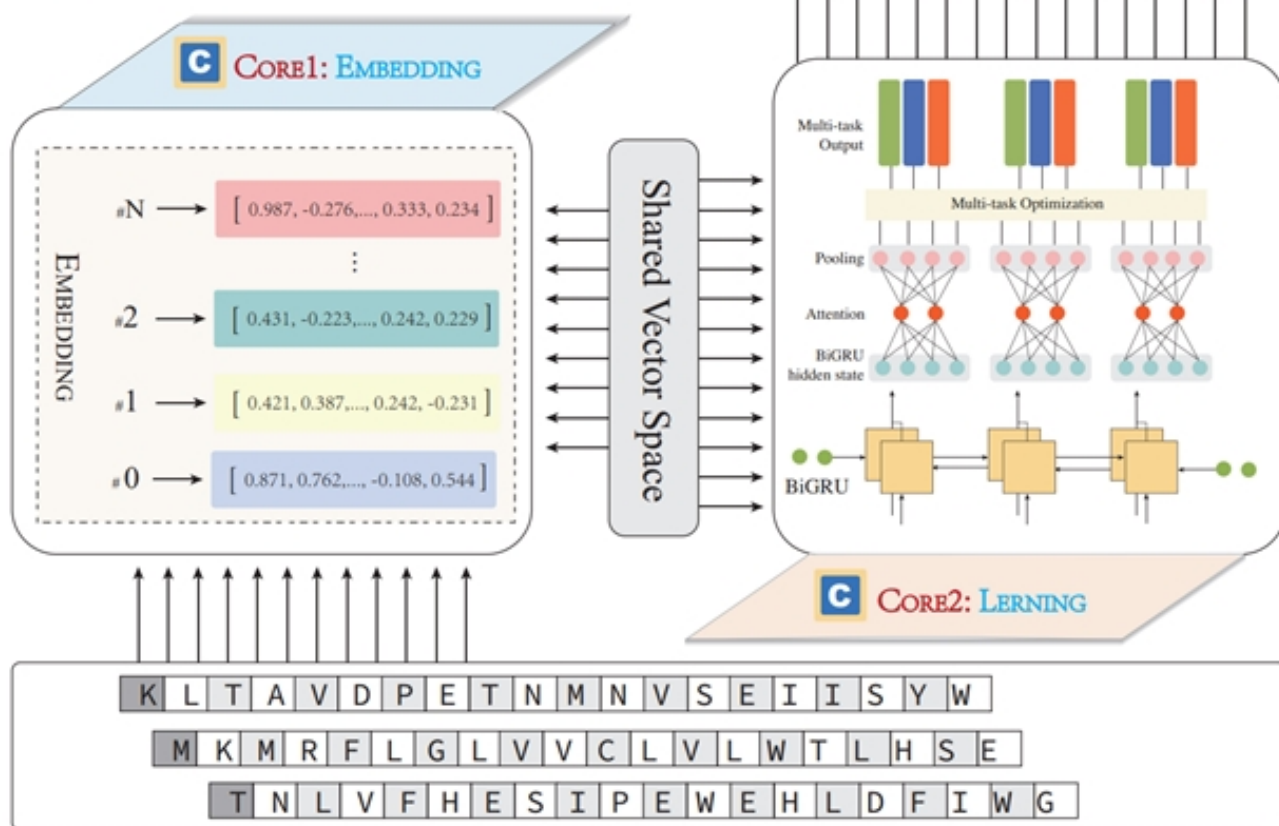 C CORE1: EMBEDDING
EMBEDDING
#N [ 0.987, -0.276,..., 0.333, 0.234 ]
⋮
#2 [ 0.431, -0.223,..., 0.242, 0.229 ]
#1 [ 0.421, 0.387,..., 0.242, -0.231 ]
#0 [ 0.871, 0.762,..., -0.108, 0.544 ]
Shared Vector Space
Multi-task
Output
Multi-task Optimization
Pooling
Attention
BiGRU
hidden state
BiGRU
C CORE2: LERNING
K L T A V D P E T N M N V S E I I S Y W
M K M R F L G L V V C L V L W T L H S E
T N L V F H E S I P E W E H L D F I W G